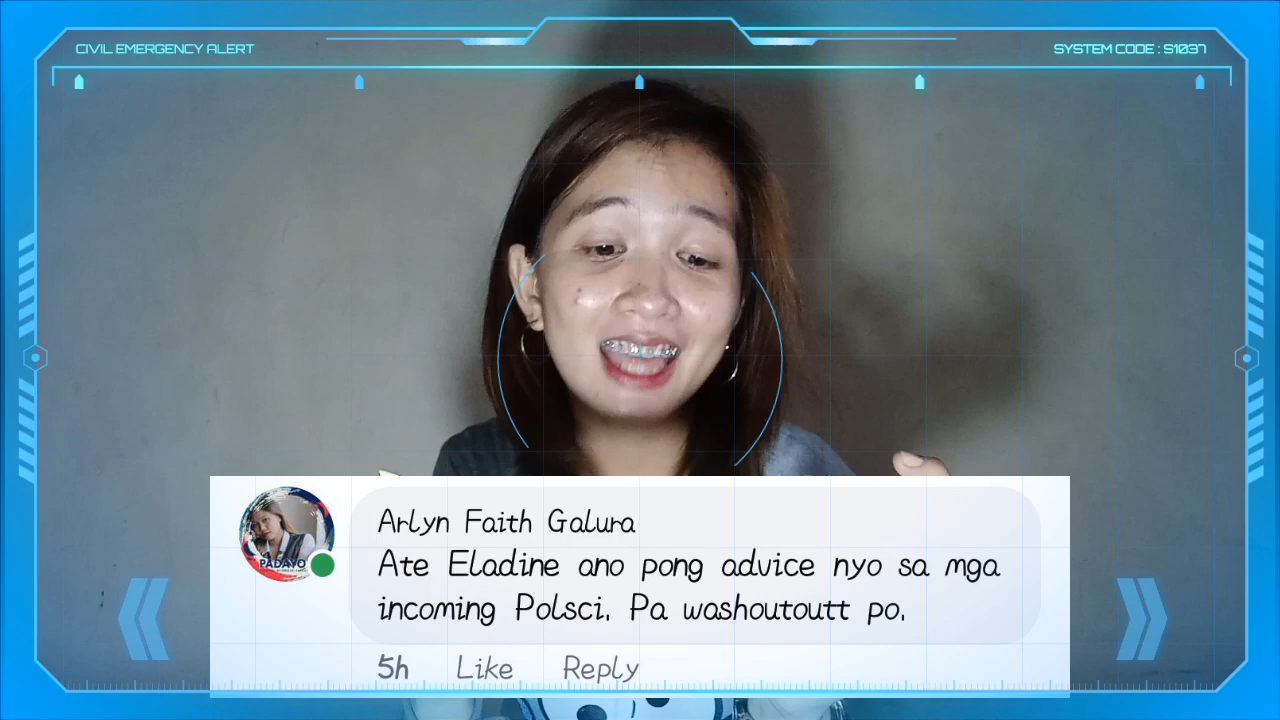 CIVIL EMERGENCY ALERT
SYSTEM CODE : S1037
Arlyn Faith Galura
Ate Eladine ano pong advice nyo sa mga
incoming Polsci. Pa washoutoutt po.
PADAYO
5h Like Reply